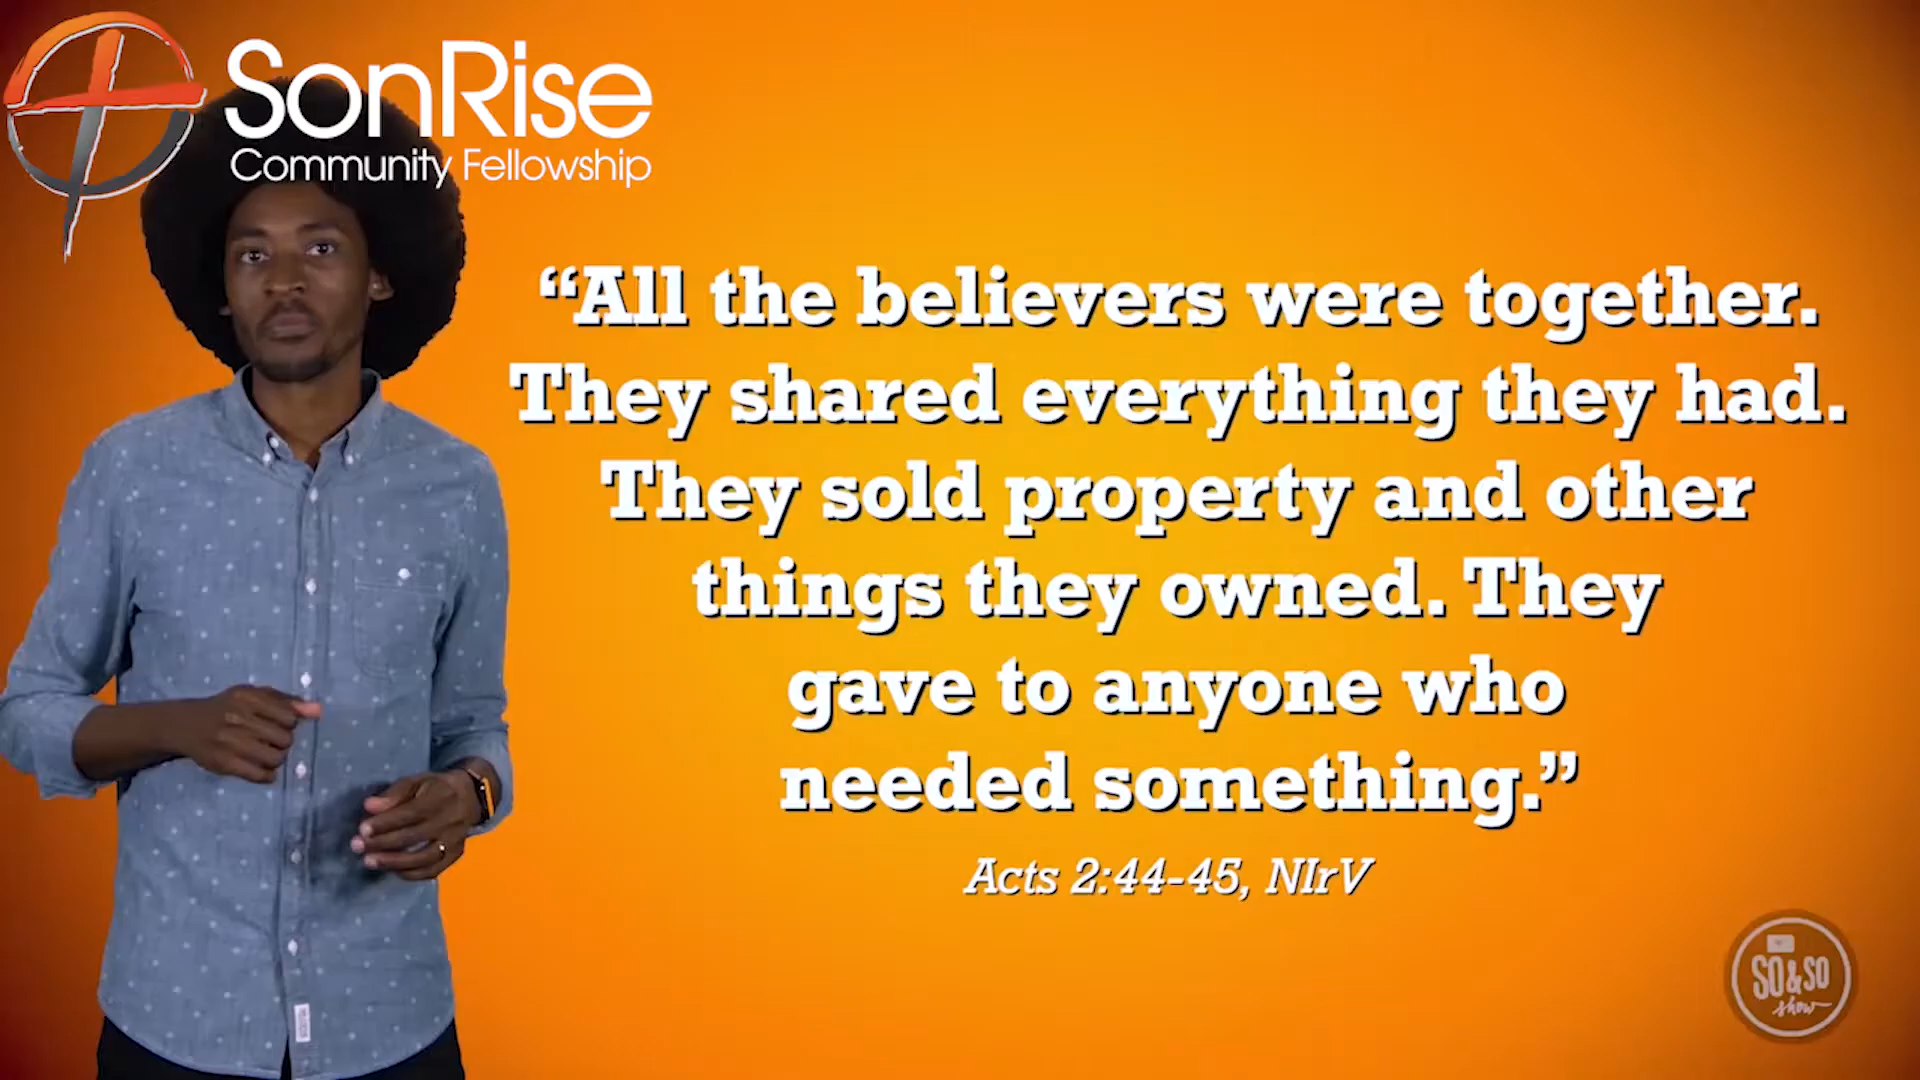 SonRise
Community Fellowship
“All the believers were together.
They shared everything they had.
They sold property and other
things they owned. They
gave to anyone who
needed something.”
Acts 2:44-45, NIrV
SO & SO
show